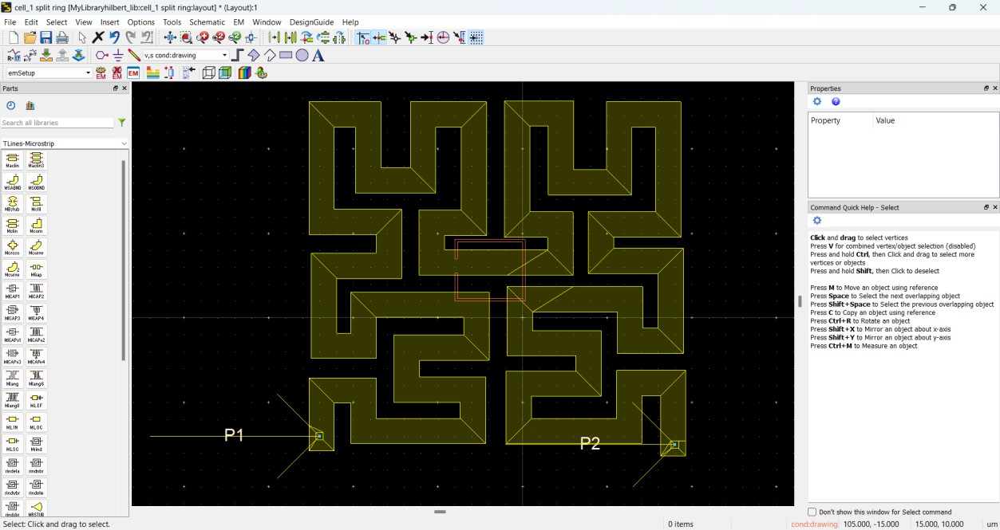 cell_1 split ring [MyLibraryhilbert_lib:cell_1 split ring:layout] * (Layout):1
File Edit Select View Insert Options Tools Schematic EM Window DesignGuide Help
v,s cond:drawing
emSetup
EM EM EM
Parts
Search all libraries
TLines-Microstrip
Maclin Maclin3
MSABND MSOBND
MBstub Mcfil
Mclin Mcorn
Mcroso Mcurve
Mcurve MGap
MICAP1 MICAP2
MICAP3 MICAP4
MICAPv1 MICAPv2
MICAPv3 MICAPv4
Mlang Mlang6
Mlang8 MLEF
MLIN MLOC
MLSC Mrind
rindela rindnbr
rindwbr rindelm
rindsbr MRSTUB
P1
P2
Properties
Property Value
Command Quick Help - Select
Click and drag to select vertices
Press V for combined vertex/object selection (disabled)
Press and hold Ctrl, then Click and drag to select more
vertices or objects
Press and hold Shift, then Click to deselect
Press M to Move an object using reference
Press Space to Select the next overlapping object
Press Shift+Space to Select the previous overlapping object
Press C to Copy an object using reference
Press Ctrl+R to Rotate an object
Press Shift+X to Mirror an object about x-axis
Press Shift+Y to Mirror an object about y-axis
Press Ctrl+M to Measure an object
Don't show this window for Select command
Select: Click and drag to select.
0 items
cond:drawing 105.000, -15.000 15.000, 10.000 um